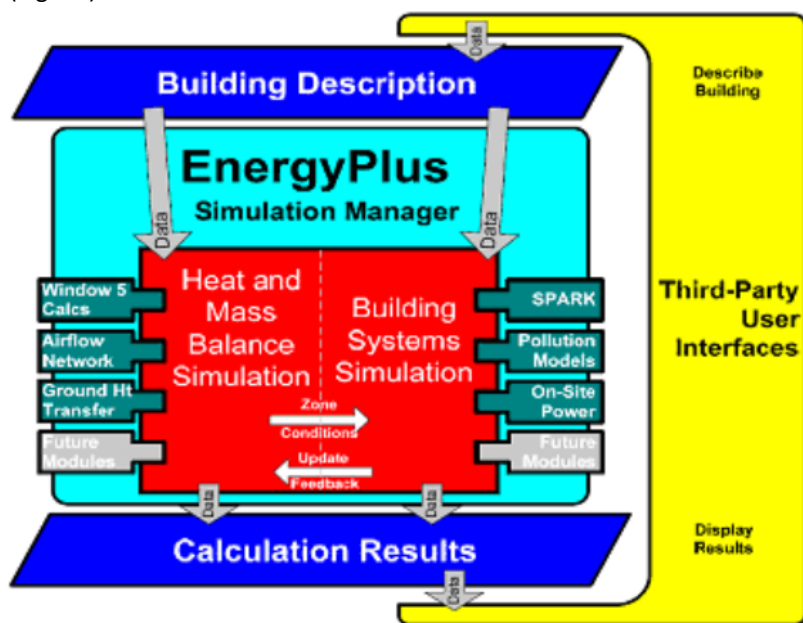 Data
Building Description
Describe
Building
EnergyPlus
Simulation Manager
Data
Data
Window 5
Calcs
Airflow
Network
Ground Ht
Transfer
Future
Modules
Heat and
Mass
Balance
Simulation
Building
Systems
Simulation
Zone
Conditions
Update
Feedback
SPARK
Pollution
Models
On-Site
Power
Future
Modules
Third-Party
User
Interfaces
Data
Data
Calculation Results
Display
Results
Data